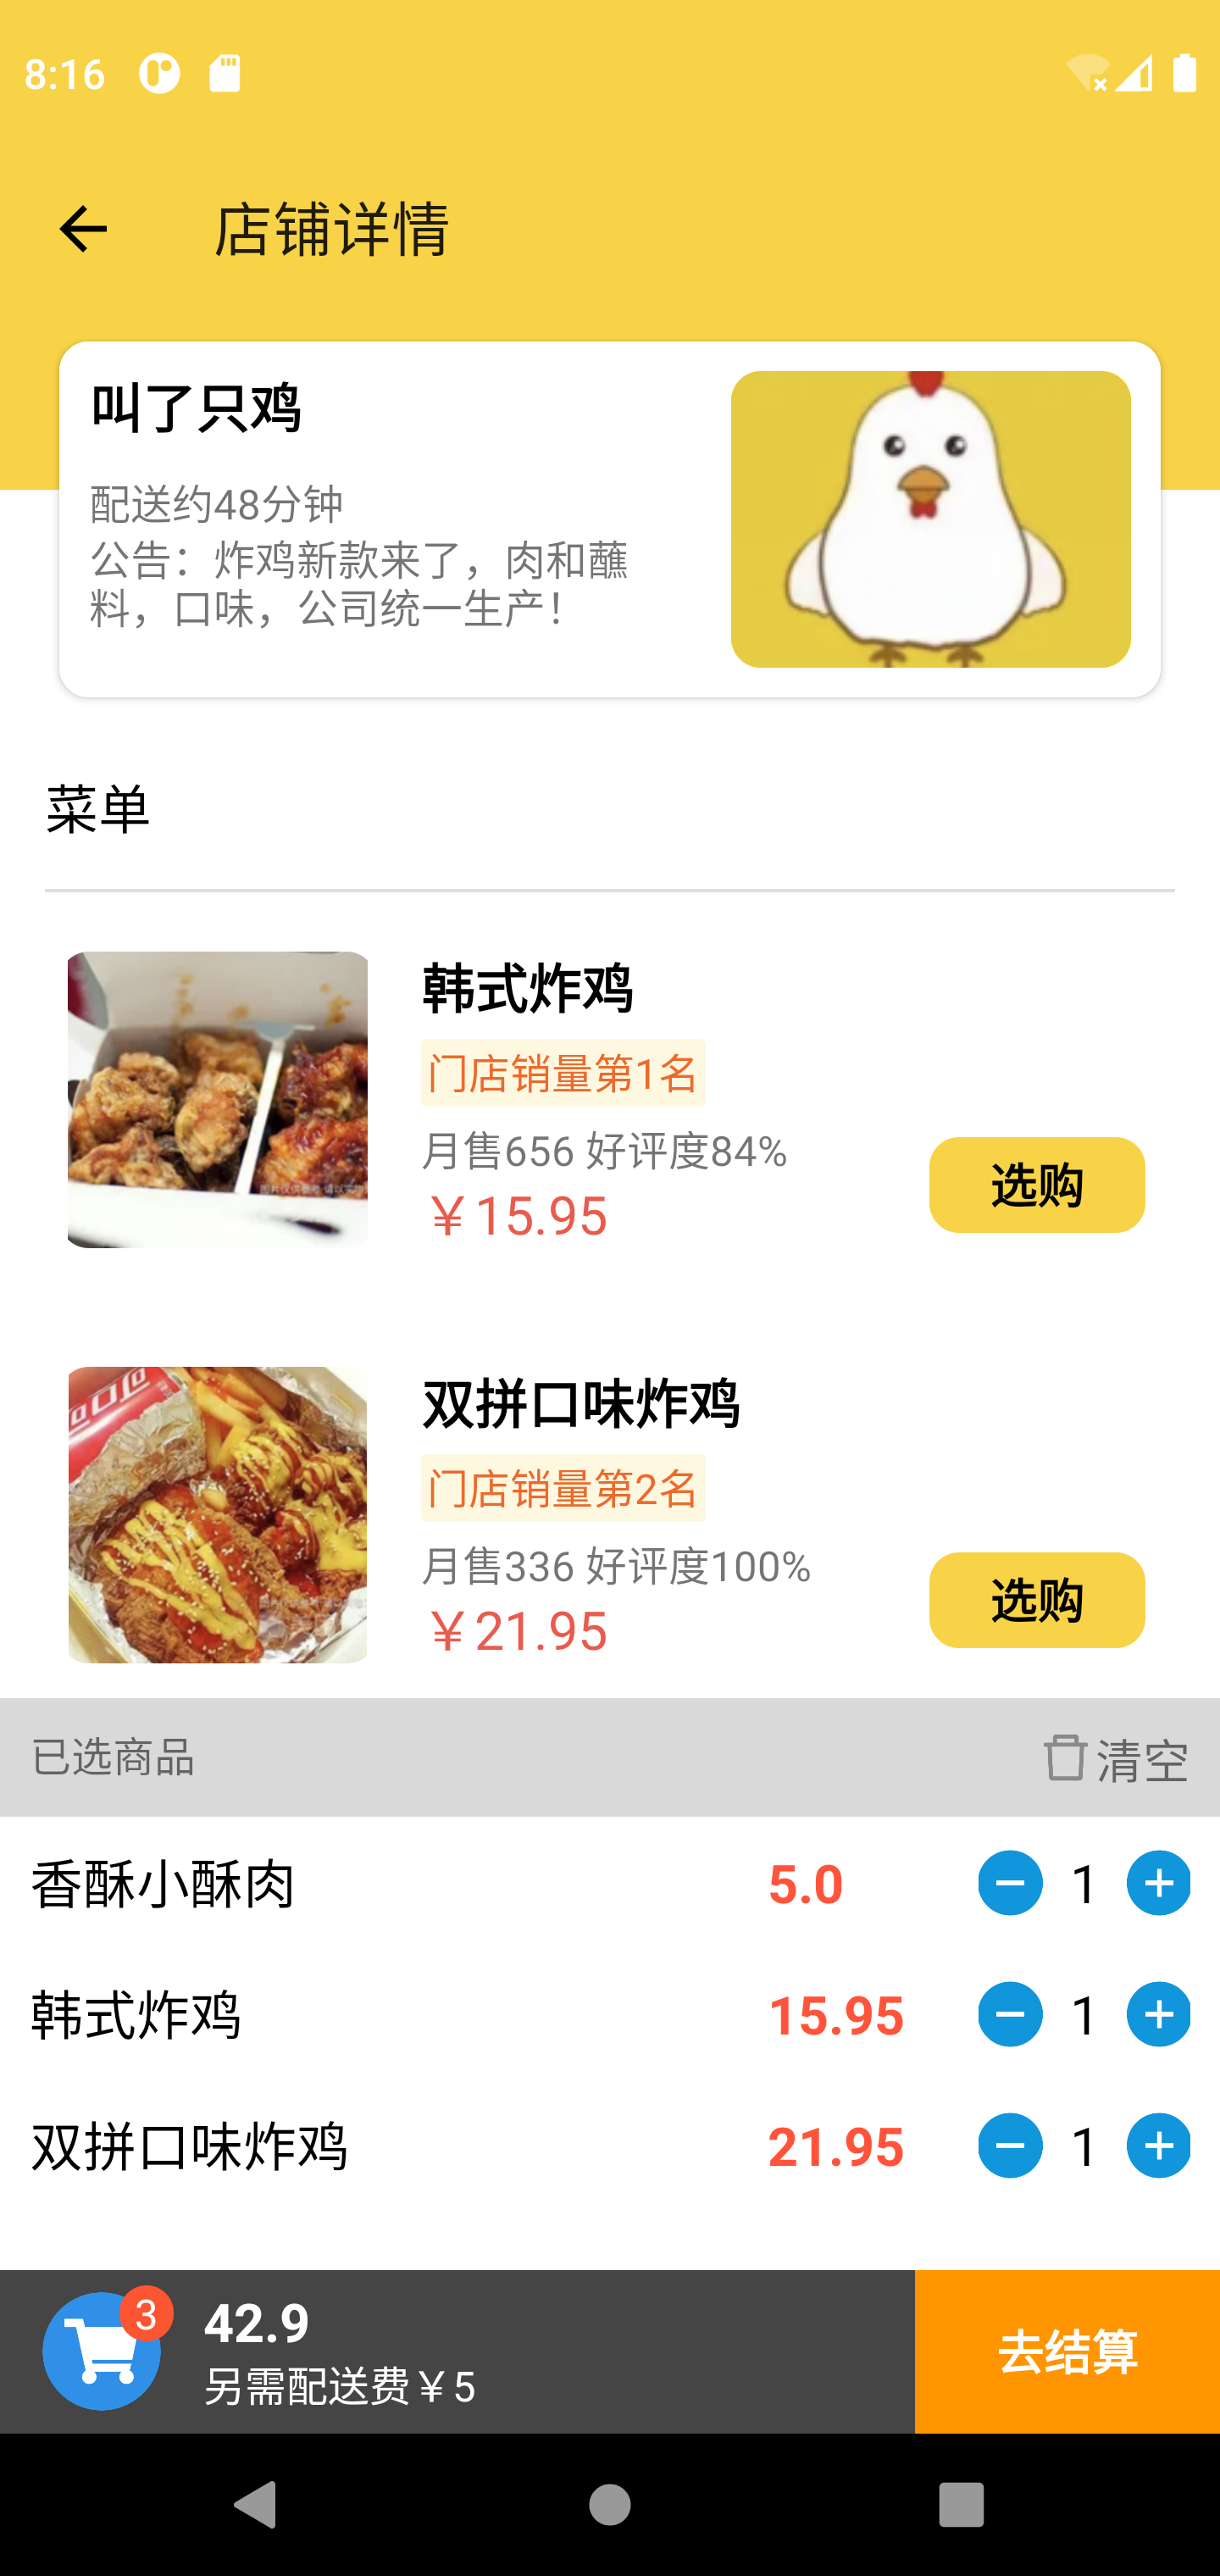 8:16
店铺详情
叫了只鸡
配送约48分钟
公告：炸鸡新款来了，肉和蘸
料，口味，公司统一生产！
菜单
韩式炸鸡
门店销量第1名
月售656 好评度84%
￥15.95
选购
双拼口味炸鸡
门店销量第2名
月售336 好评度100%
￥21.95
选购
已选商品
清空
香酥小酥肉 5.0 1
韩式炸鸡 15.95 1
双拼口味炸鸡 21.95 1
3
42.9
另需配送费￥5
去结算